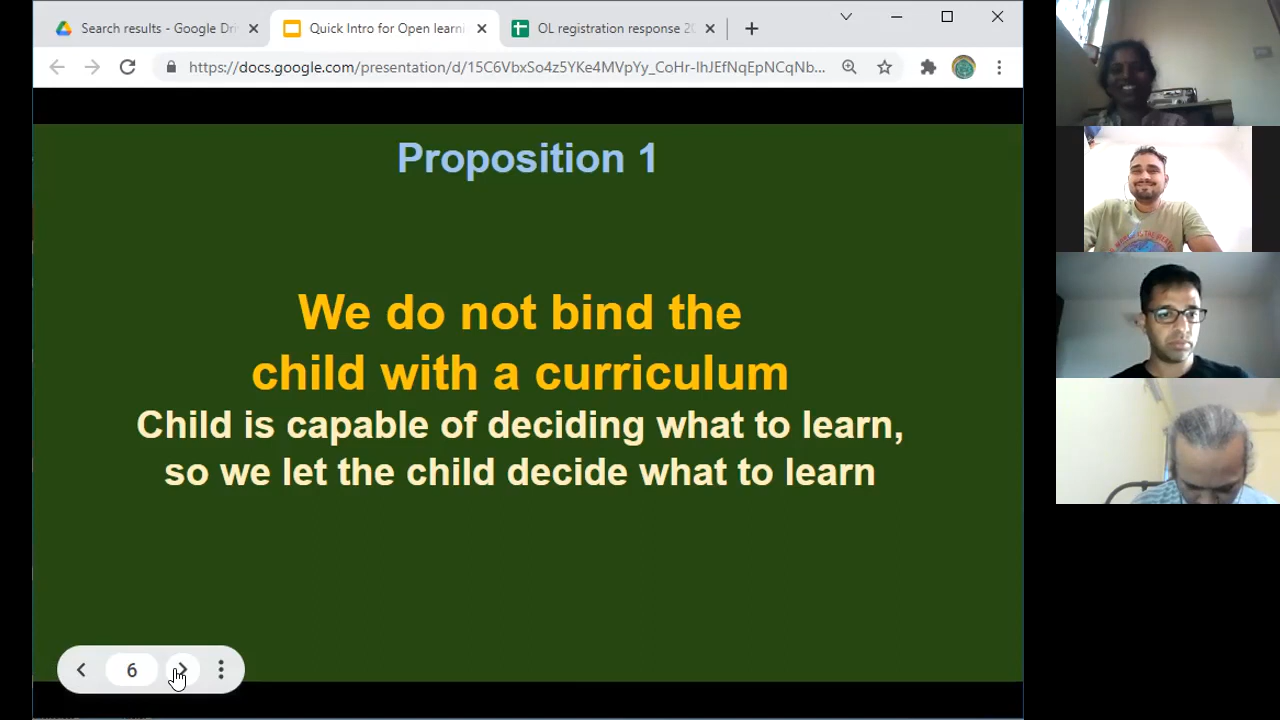 Search results - Google Dri
Quick Intro for Open learni
OL registration response 20
https://docs.google.com/presentation/d/15C6VbxSo4z5YKe4MVpYy_CoHr-IhJEfNqEpNCqNb...
Proposition 1
We do not bind the
child with a curriculum
Child is capable of deciding what to learn,
so we let the child decide what to learn
6